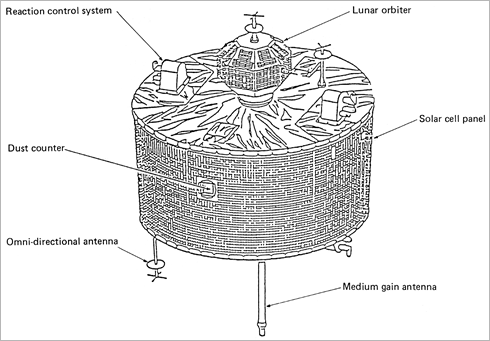 Reaction control system
Lunar orbiter
Solar cell panel
Dust counter
Omni-directional antenna
Medium gain antenna